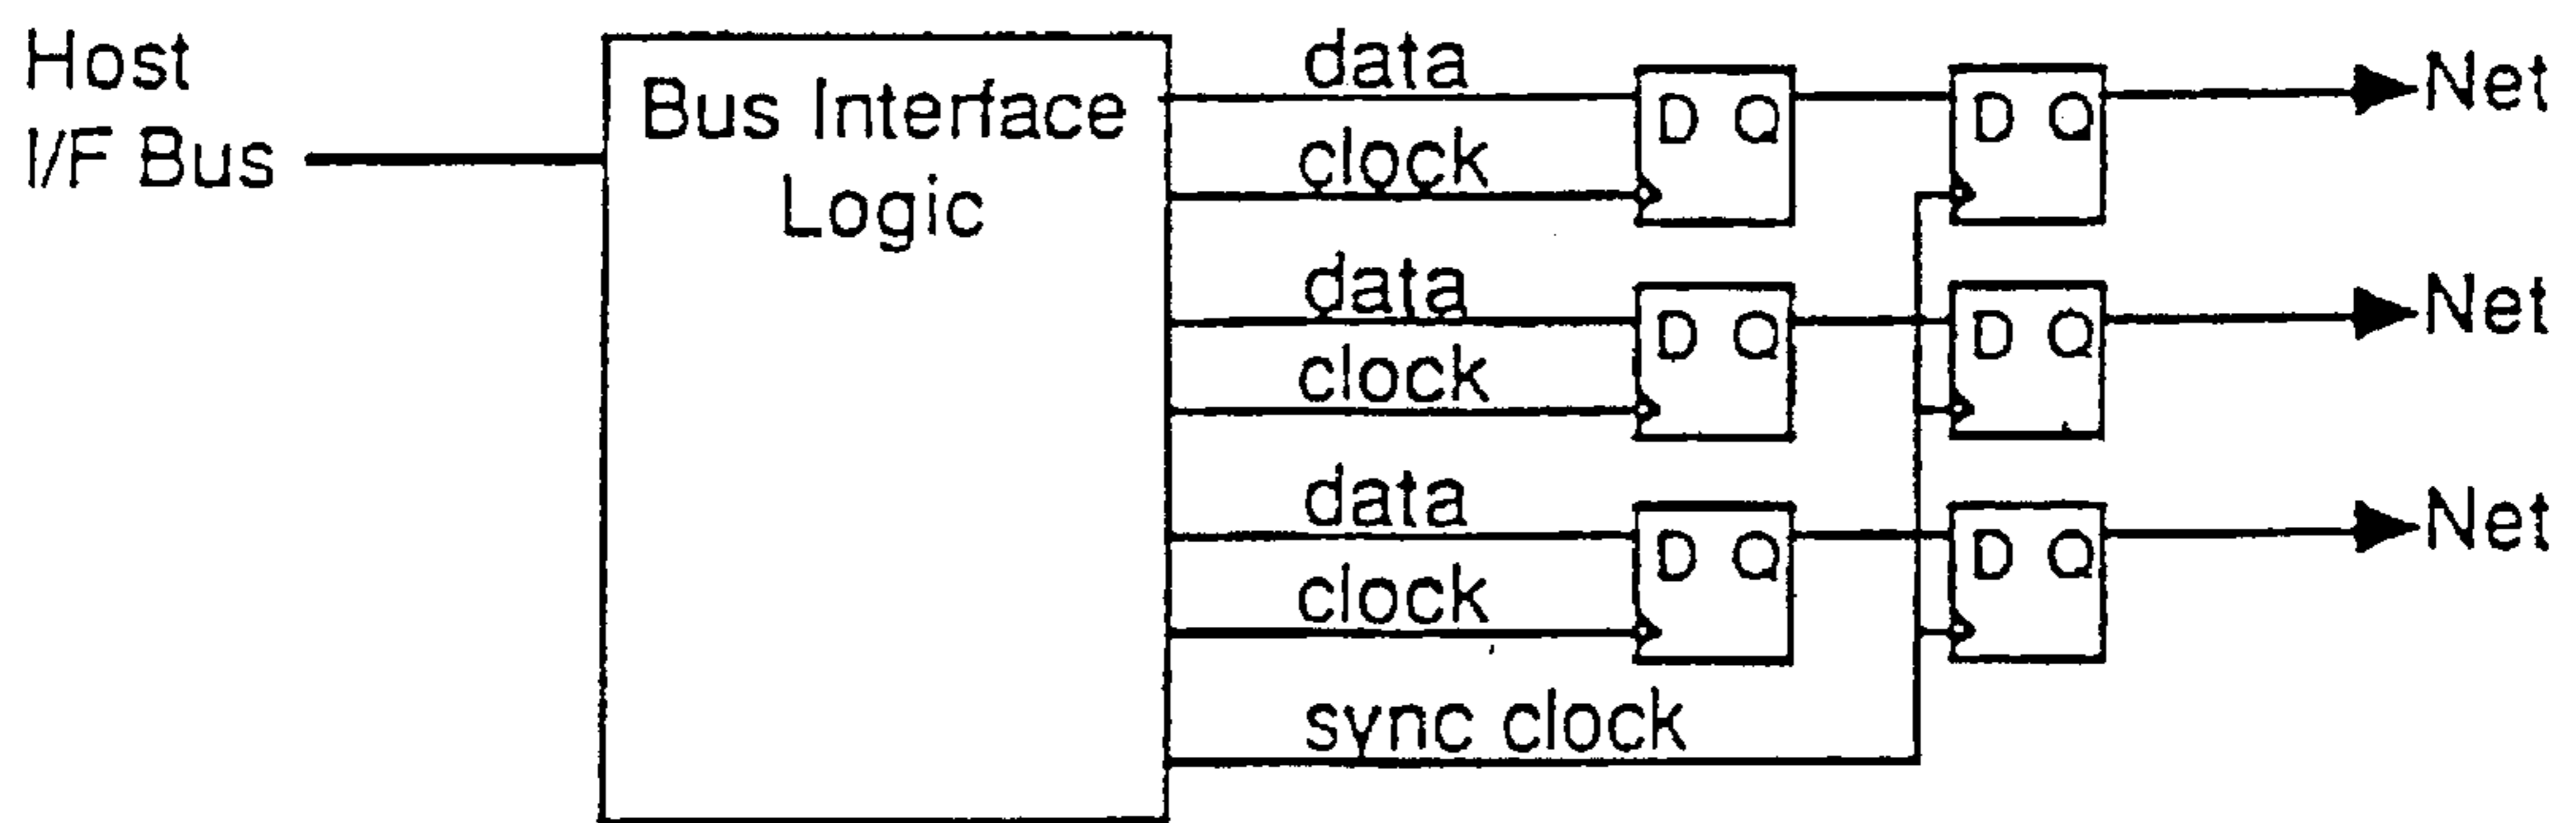 Host
I/F Bus
Bus Interface
Logic
data
clock
D Q
D Q
Net
data
clock
D Q
D Q
Net
data
clock
D Q
D Q
Net
sync clock